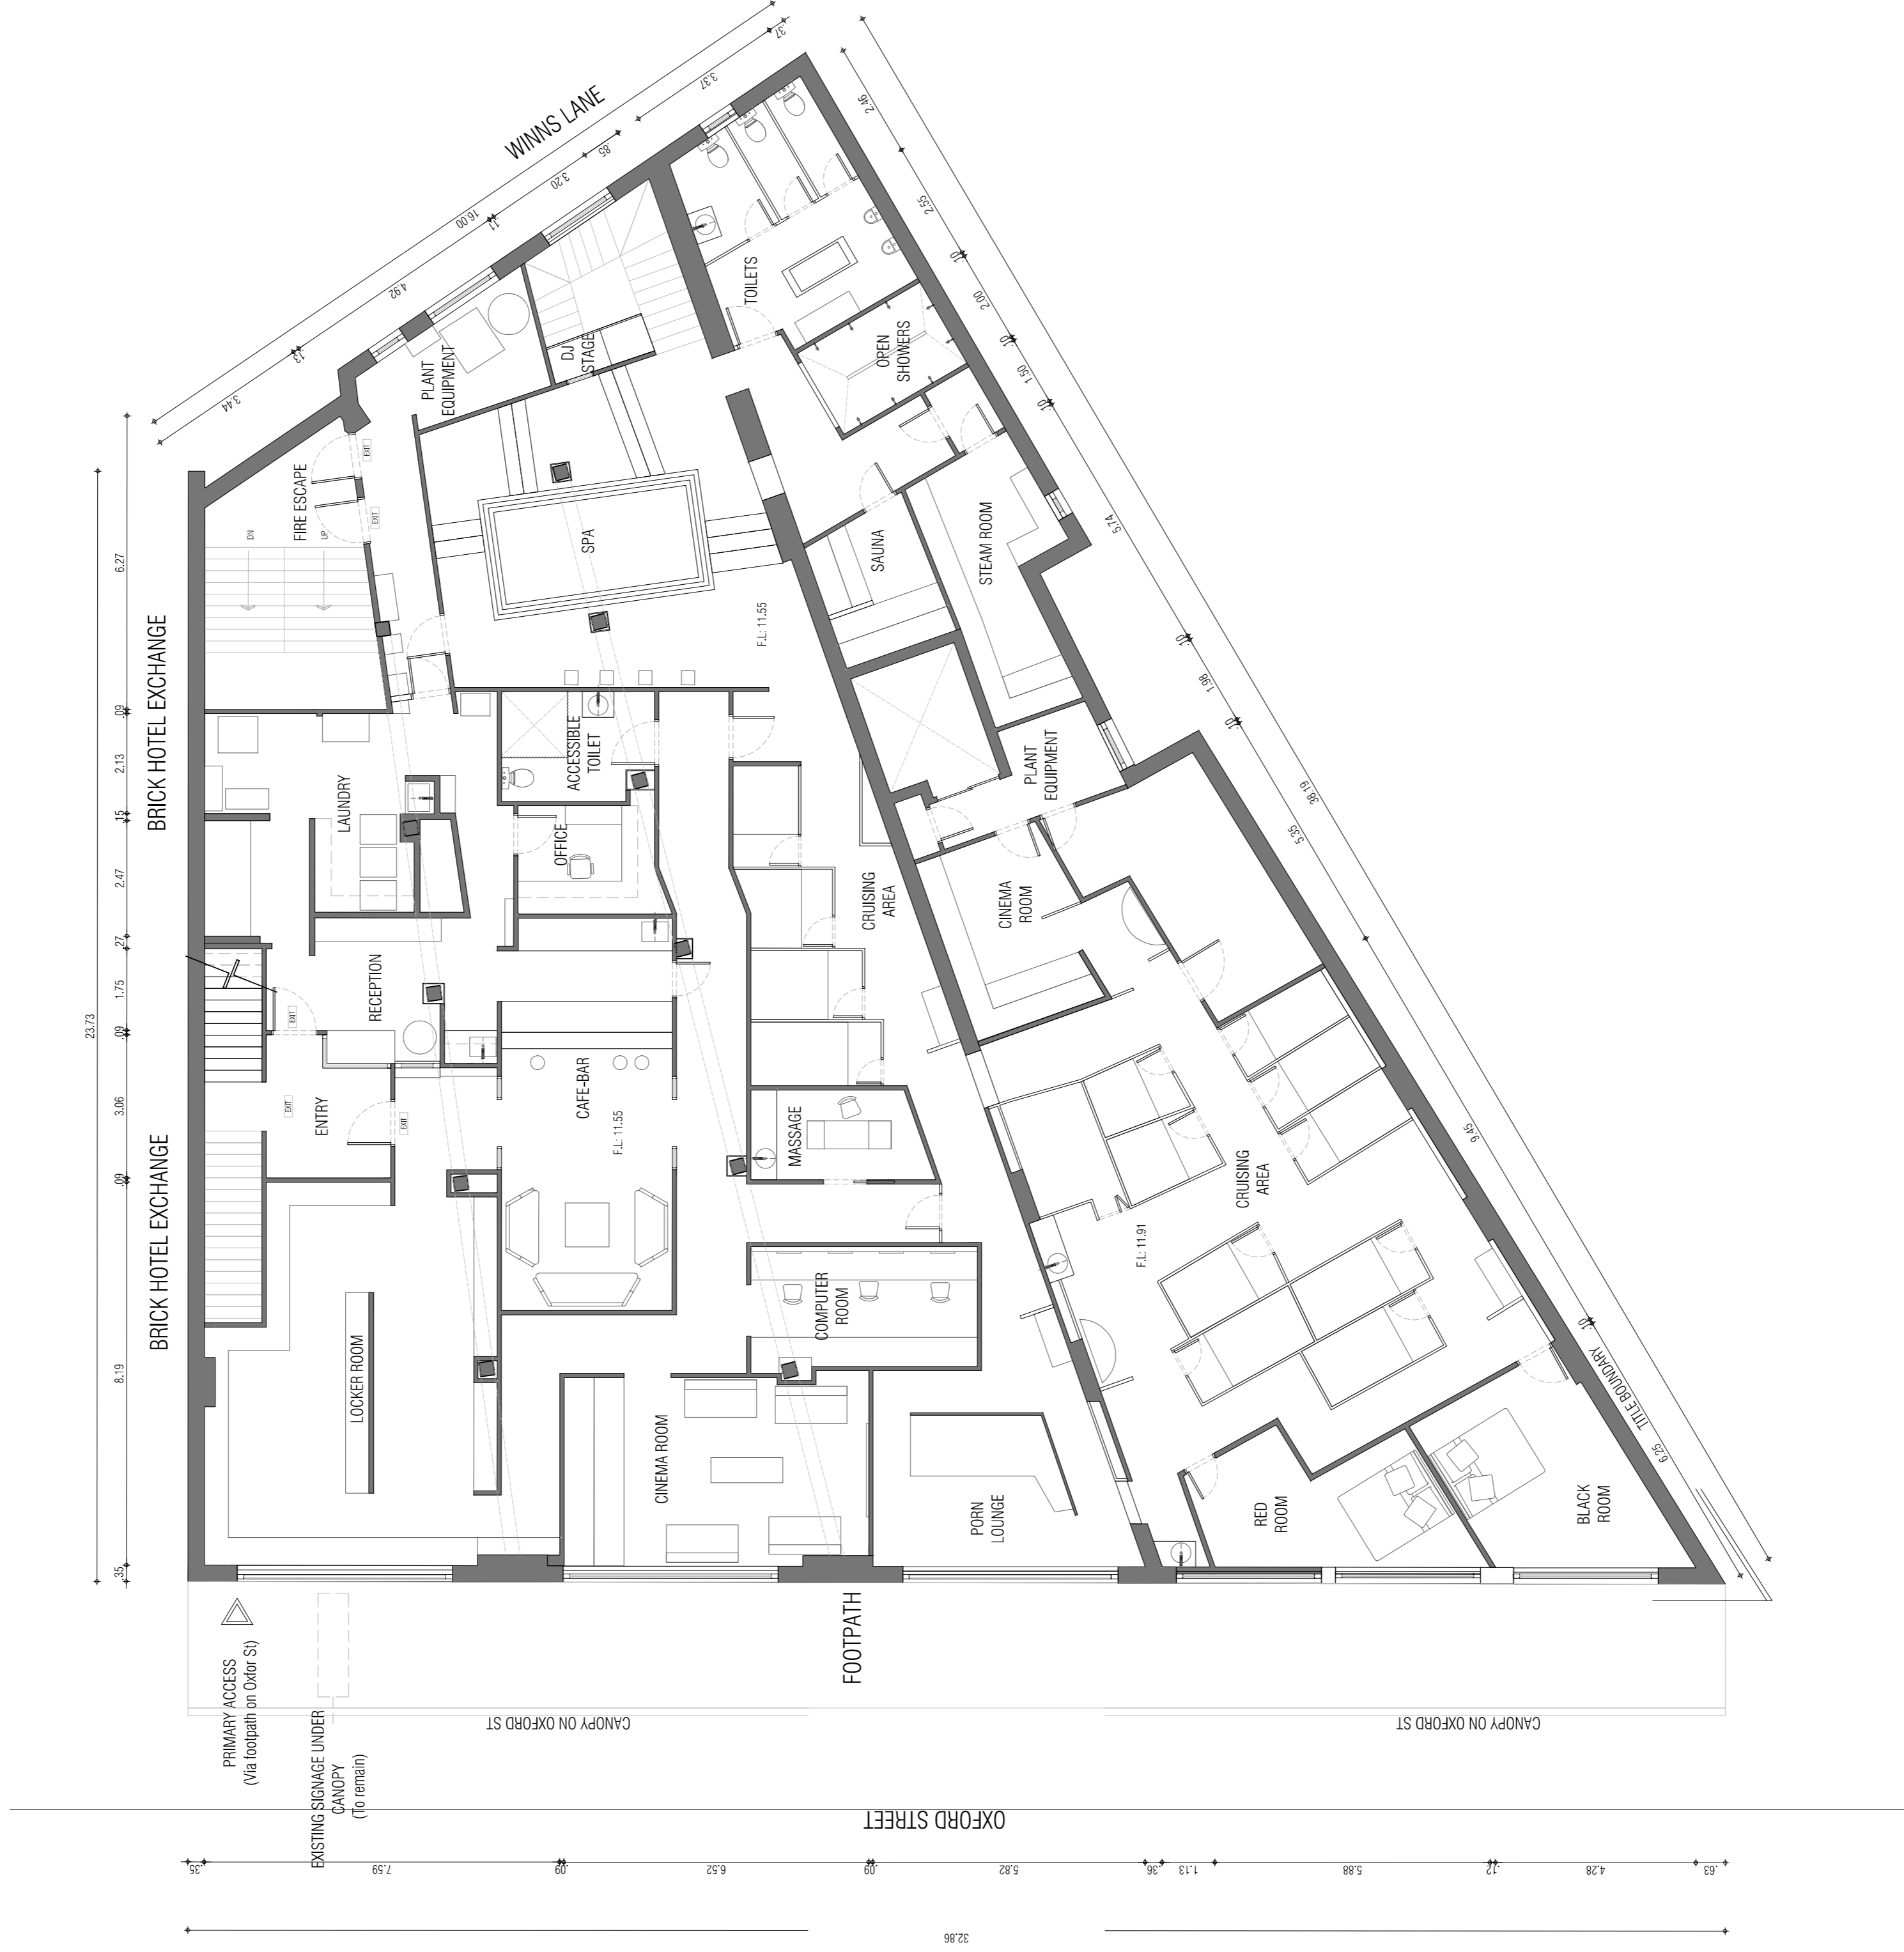 WINNS LANE
.37
3.37
.85
3.20
16.00
.11
4.92
.13
3.44
2.46
2.55
.10
2.00
.10
1.50
.10
5.74
.10
1.98
.10
38.19
5.35
9.45
.10
TITLE BOUNDARY
6.25
BRICK HOTEL EXCHANGE
BRICK HOTEL EXCHANGE
23.73
6.27
.09
2.13
.15
2.47
.27
1.75
.09
3.06
.09
8.19
.35
TOILETS
OPEN
SHOWERS
DJ
STAGE
PLANT
EQUIPMENT
FIRE ESCAPE
EXIT
EXIT
DN
UP
SPA
F.L: 11.55
SAUNA
STEAM ROOM
PLANT
EQUIPMENT
ACCESSIBLE
TOILET
LAUNDRY
OFFICE
CRUISING
AREA
CINEMA
ROOM
RECEPTION
EXIT
EXIT
EXIT
ENTRY
CAFE-BAR
F.L: 11.55
MASSAGE
CRUISING
AREA
F.L: 11.91
COMPUTER
ROOM
LOCKER ROOM
CINEMA ROOM
PORN
LOUNGE
RED
ROOM
BLACK
ROOM
FOOTPATH
PRIMARY ACCESS
(Via footpath on Oxfor St)
EXISTING SIGNAGE UNDER
CANOPY
(To remain)
CANOPY ON OXFORD ST
CANOPY ON OXFORD ST
OXFORD STREET
.35
7.59
.09
6.52
.09
5.82
.36
1.13
5.88
.12
4.28
.63
32.86